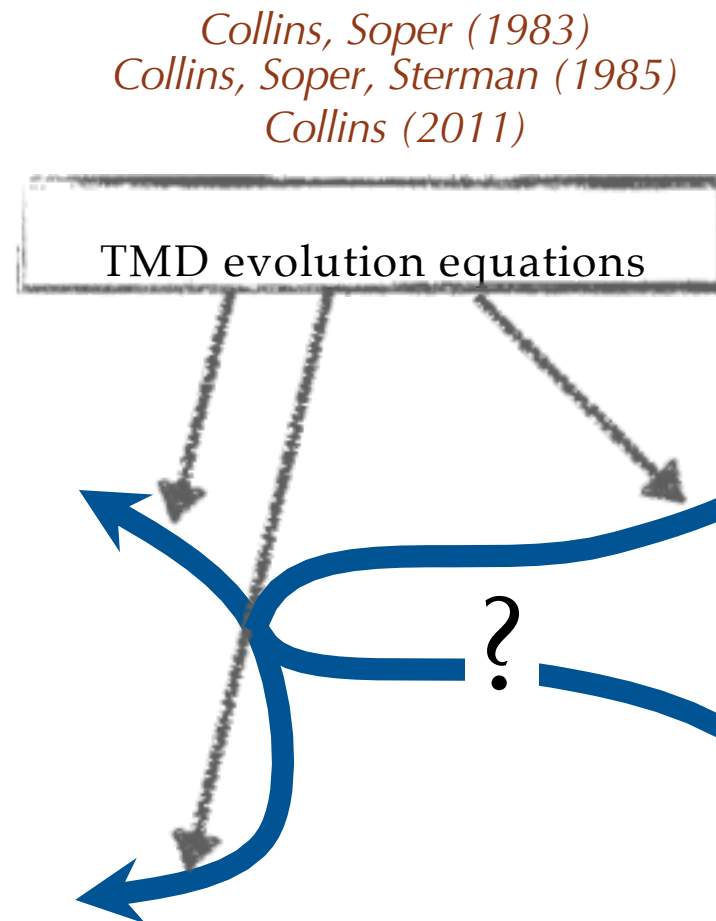 Collins, Soper (1983)
Collins, Soper, Sterman (1985)
Collins (2011)
TMD evolution equations
?